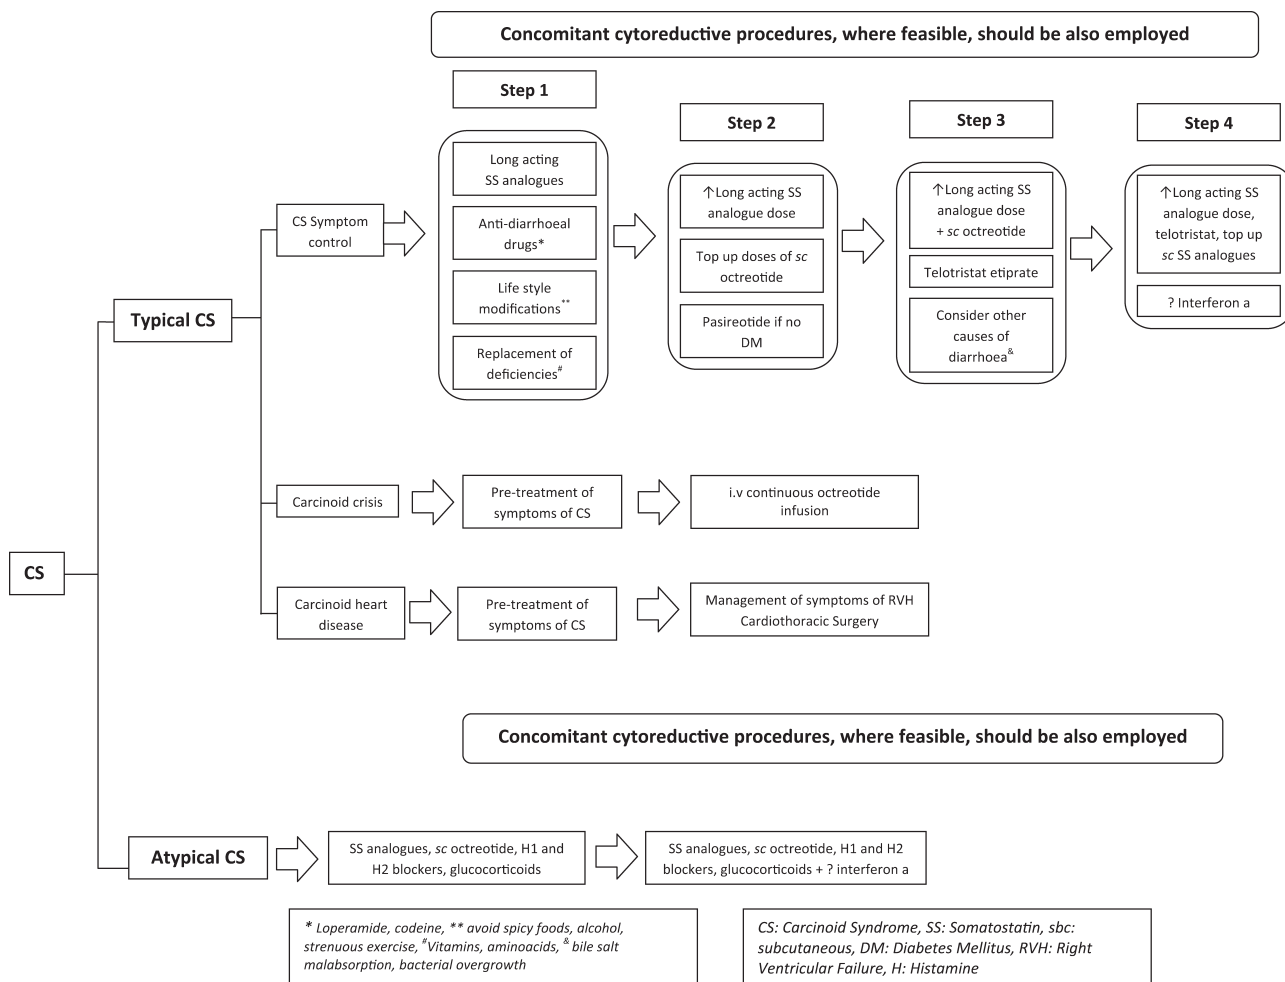 Concomitant cytoreductive procedures, where feasible, should be also employed
Step 1
Long acting
SS analogues
Anti-diarrhoeal
drugs*
Life style
modifications**
Replacement of
deficiencies#
Step 2
↑Long acting SS
analogue dose
Top up doses of sc
octreotide
Pasireotide if no
DM
Step 3
↑Long acting SS
analogue dose
+ sc octreotide
Telotristat etiprate
Consider other
causes of
diarrhoea&
Step 4
↑Long acting SS
analogue dose,
telotristat, top up
sc SS analogues
? Interferon a
CS Symptom
control
Typical CS
Carcinoid crisis
Pre-treatment of
symptoms of CS
i.v continuous octreotide
infusion
CS
Carcinoid heart
disease
Pre-treatment of
symptoms of CS
Management of symptoms of RVH
Cardiothoracic Surgery
Concomitant cytoreductive procedures, where feasible, should be also employed
Atypical CS
SS analogues, sc octreotide, H1 and
H2 blockers, glucocorticoids
SS analogues, sc octreotide, H1 and H2
blockers, glucocorticoids + ? interferon a
* Loperamide, codeine, ** avoid spicy foods, alcohol,
strenuous exercise, #Vitamins, aminoacids, & bile salt
malabsorption, bacterial overgrowth
CS: Carcinoid Syndrome, SS: Somatostatin, sbc:
subcutaneous, DM: Diabetes Mellitus, RVH: Right
Ventricular Failure, H: Histamine